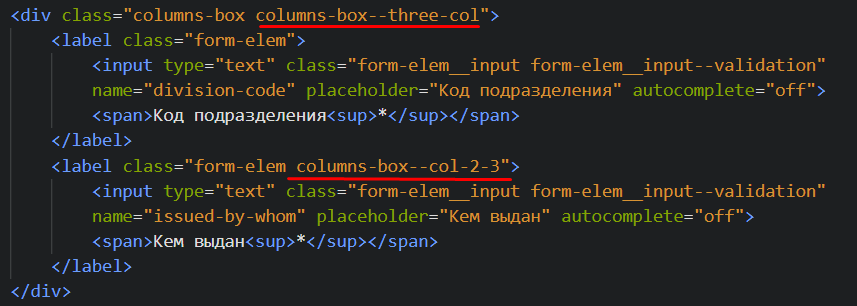 <div class="columns-box columns-box--three-col">
<label class="form-elem">
<input type="text" class="form-elem__input form-elem__input--validation"
name="division-code" placeholder="Код подразделения" autocomplete="off">
<span>Код подразделения<sup>*</sup></span>
</label>
<label class="form-elem columns-box--col-2-3">
<input type="text" class="form-elem__input form-elem__input--validation"
name="issued-by-whom" placeholder="Кем выдан" autocomplete="off">
<span>Кем выдан<sup>*</sup></span>
</label>
</div>